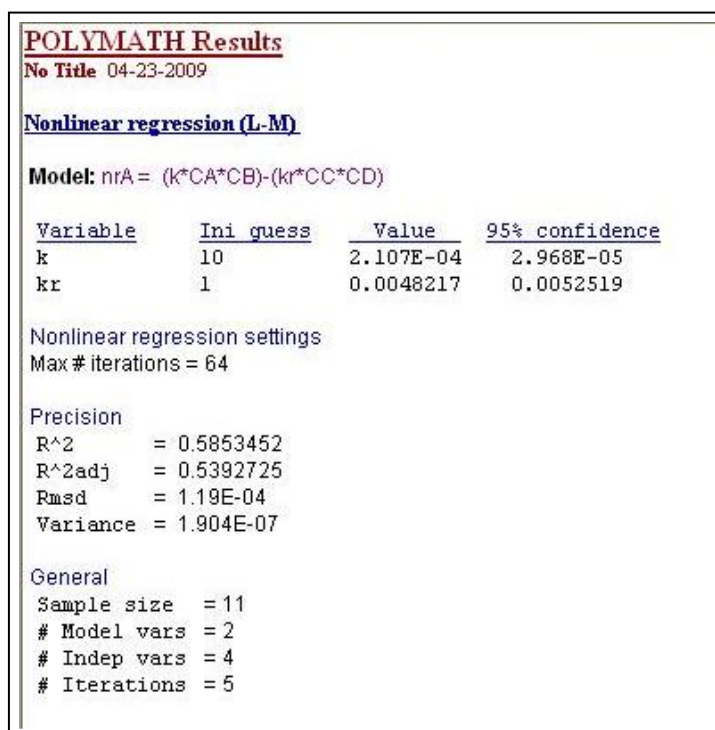 POLYMATH Results
No Title 04-23-2009
Nonlinear regression (L-M)
Model: nrA = (k*CA*CB)-(kr*CC*CD)
Variable Ini guess Value 95% confidence
k 10 2.107E-04 2.968E-05
kr 1 0.0048217 0.0052519
Nonlinear regression settings
Max # iterations = 64
Precision
R^2 = 0.5853452
R^2adj = 0.5392725
Rmsd = 1.19E-04
Variance = 1.904E-07
General
Sample size = 11
# Model vars = 2
# Indep vars = 4
# Iterations = 5